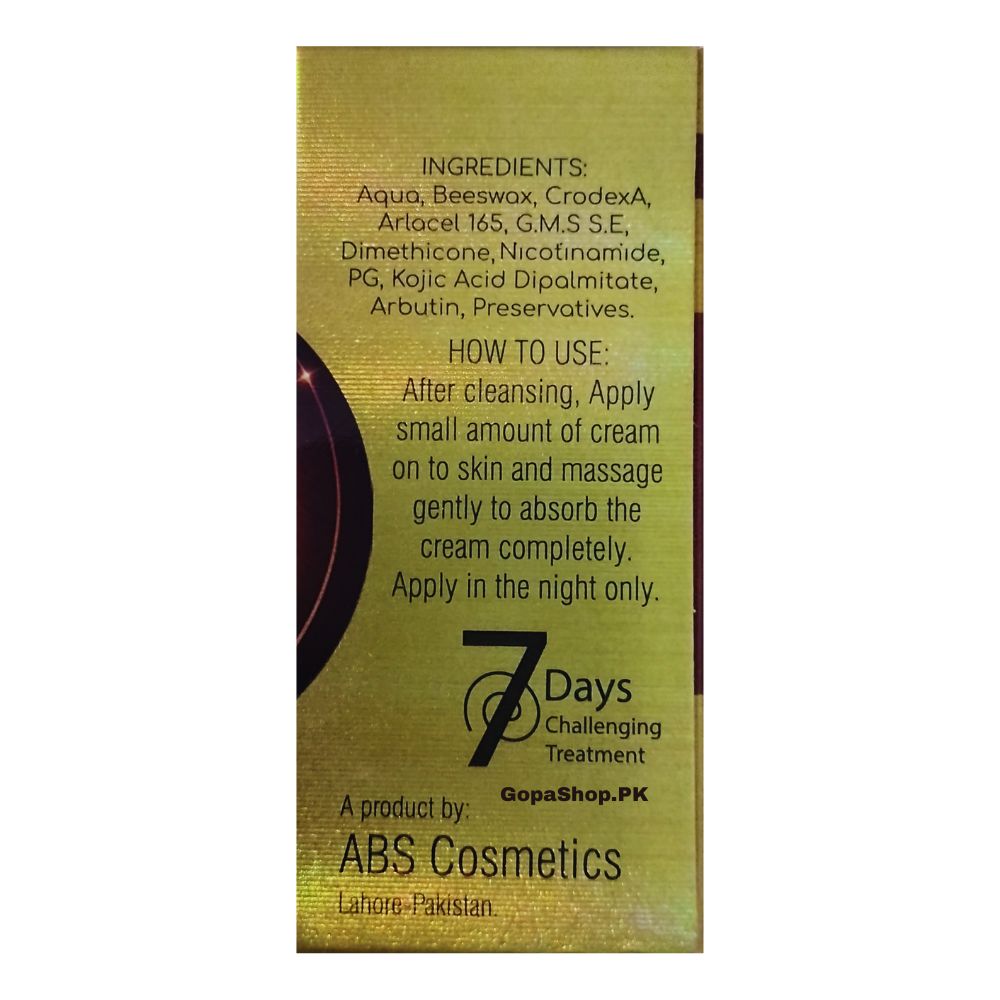 INGREDIENTS:
Aqua, Beeswax, CrodexA,
Arlacel 165, G.M.S S.E,
Dimethicone, Nicotinamide,
PG, Kojic Acid Dipalmitate,
Arbutin, Preservatives.
HOW TO USE:
After cleansing, Apply
small amount of cream
on to skin and massage
gently to absorb the
cream completely.
Apply in the night only.
7 Days
Challenging
Treatment
GopaShop.PK
A product by:
ABS Cosmetics
Lahore-Pakistan.